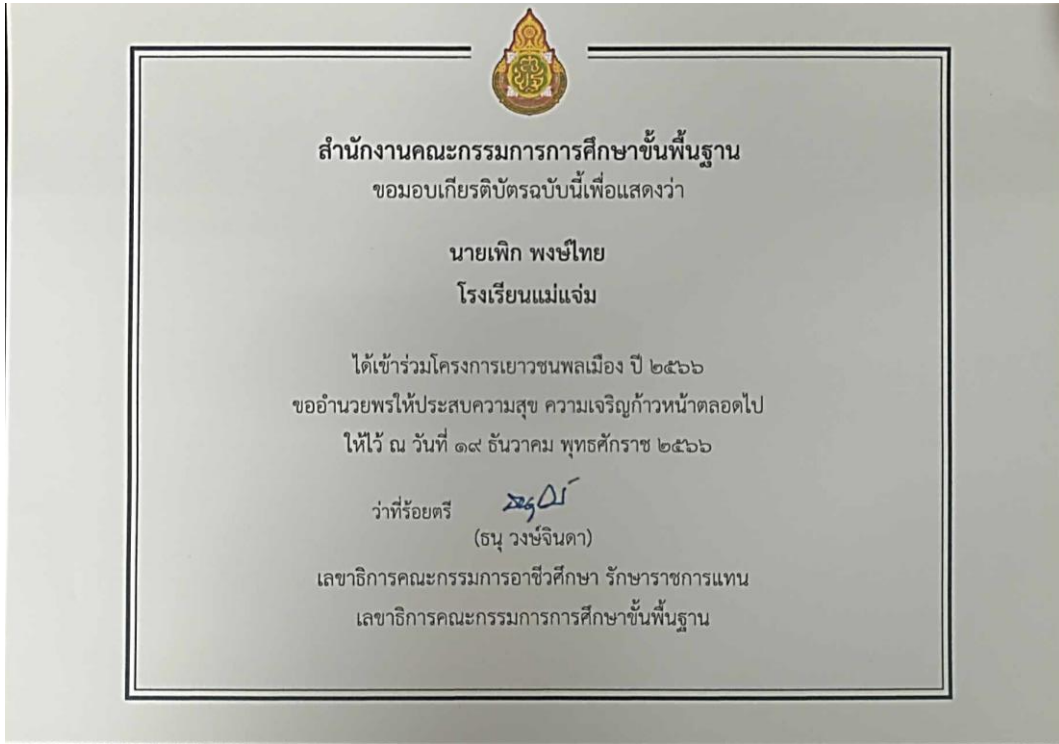 สำนักงานคณะกรรมการการศึกษาขั้นพื้นฐาน
ขอมอบเกียรติบัตรฉบับนี้เพื่อแสดงว่า
นายเพิก พงษ์ไทย
โรงเรียนแม่แจ่ม
ได้เข้าร่วมโครงการเยาวชนพลเมือง ปี ๒๕๖๖
ขออำนวยพรให้ประสบความสุข ความเจริญก้าวหน้าตลอดไป
ให้ไว้ ณ วันที่ ๑๙ ธันวาคม พุทธศักราช ๒๕๖๖
ว่าที่ร้อยตรี
(ธนุ วงษ์จินดา)
เลขาธิการคณะกรรมการอาชีวศึกษา รักษาราชการแทน
เลขาธิการคณะกรรมการการศึกษาขั้นพื้นฐาน